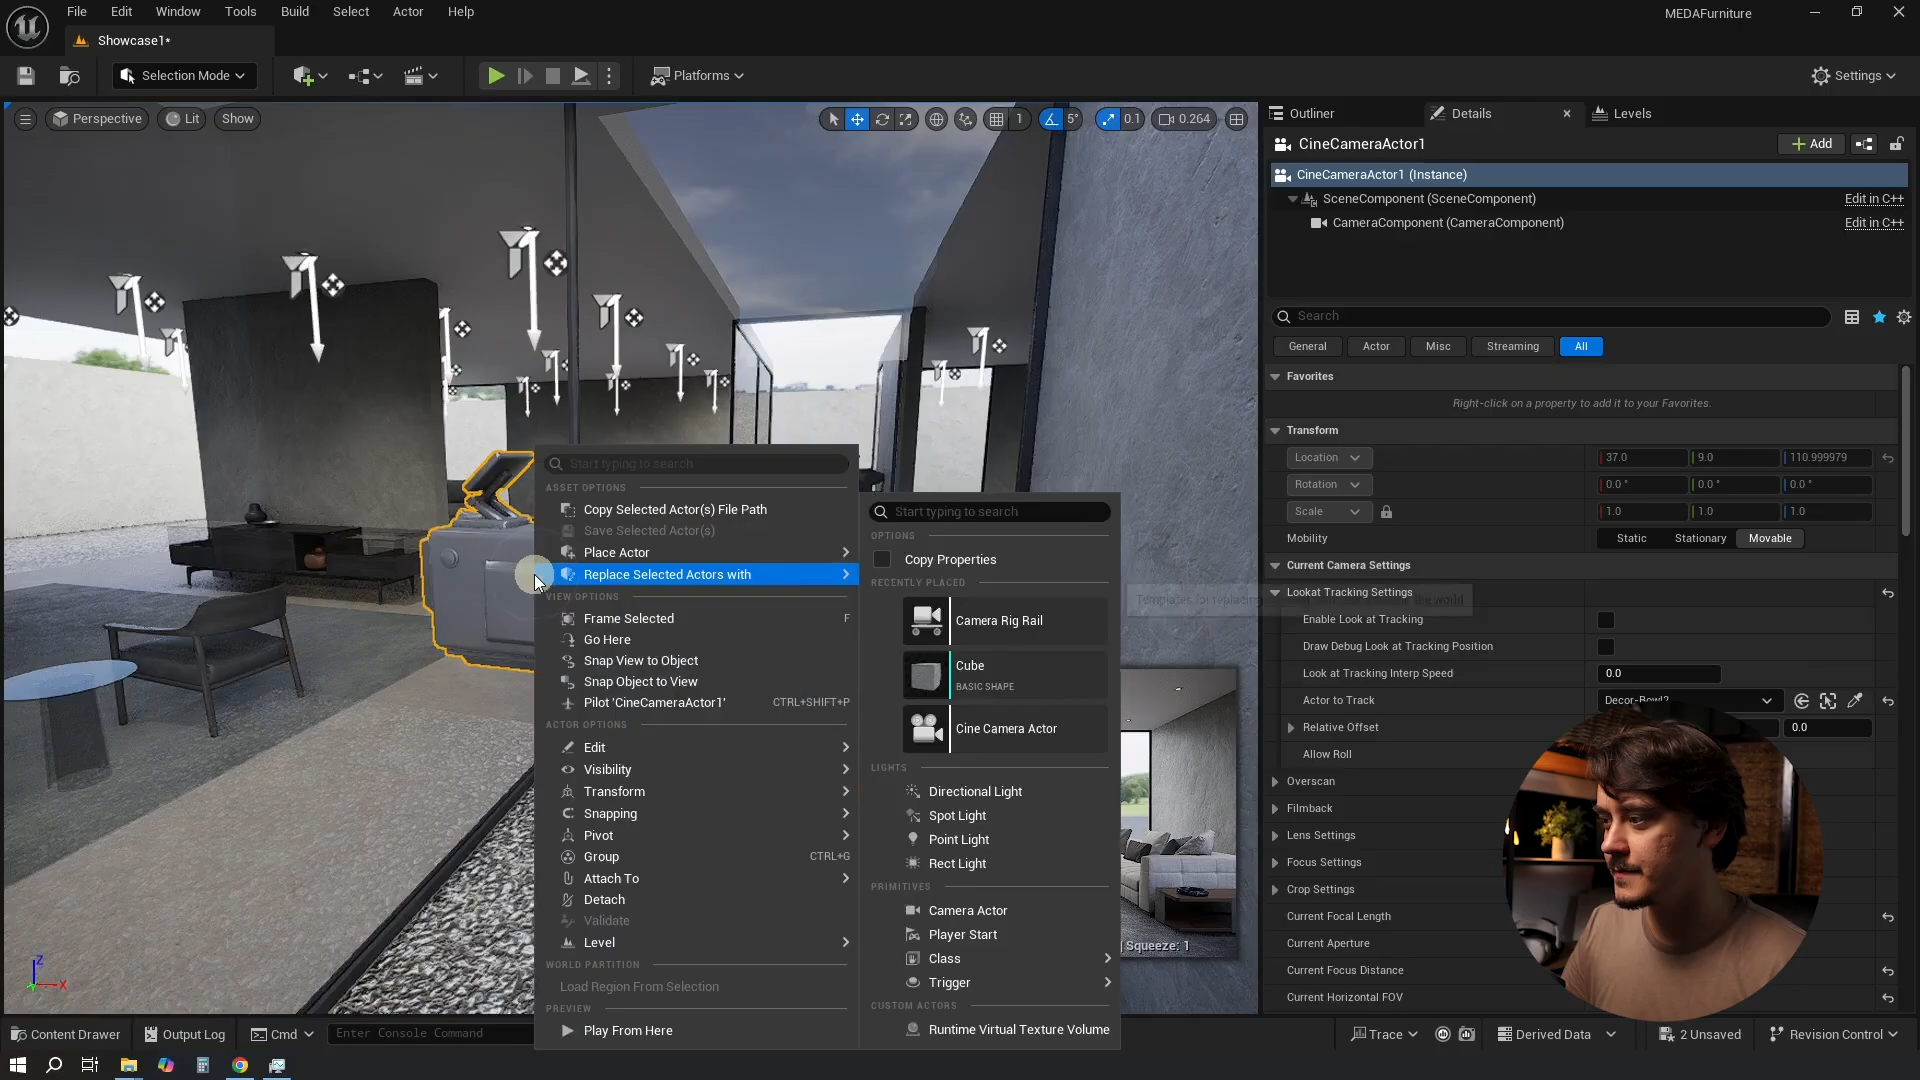 File Edit Window Tools Build Select Actor Help
MEDAFurniture
Showcase1*
Selection Mode
Platforms
Settings
Perspective Lit Show
1 5° 0.1 0.264
Outliner Details Levels
CineCameraActor1
Add
CineCameraActor1 (Instance)
SceneComponent (SceneComponent) Edit in C++
CameraComponent (CameraComponent) Edit in C++
Search
General Actor Misc Streaming All
Favorites
Right-click on a property to add it to your Favorites.
Transform
Location 37.0 9.0 110.999979
Rotation 0.0 ° 0.0 ° 0.0 °
Scale 1.0 1.0 1.0
Mobility Static Stationary Movable
Current Camera Settings
Lookat Tracking Settings
Enable Look at Tracking
Draw Debug Look at Tracking Position
Look at Tracking Interp Speed 0.0
Actor to Track Decor-Bowl2
Relative Offset 0.0
Allow Roll
Overscan
Filmback
Lens Settings
Focus Settings
Crop Settings
Current Focal Length
Current Aperture
Current Focus Distance
Current Horizontal FOV
Start typing to search
ASSET OPTIONS
Copy Selected Actor(s) File Path
Save Selected Actor(s)
Place Actor
Replace Selected Actors with
VIEW OPTIONS
Frame Selected F
Go Here
Snap View to Object
Snap Object to View
Pilot 'CineCameraActor1' CTRL+SHIFT+P
ACTOR OPTIONS
Edit
Visibility
Transform
Snapping
Pivot
Group CTRL+G
Attach To
Detach
Validate
Level
WORLD PARTITION
Load Region From Selection
PREVIEW
Play From Here
Start typing to search
OPTIONS
Copy Properties
RECENTLY PLACED
Camera Rig Rail
Cube
BASIC SHAPE
Cine Camera Actor
LIGHTS
Directional Light
Spot Light
Point Light
Rect Light
PRIMITIVES
Camera Actor
Player Start
Class
Trigger
CUSTOM ACTORS
Runtime Virtual Texture Volume
Templates for replacing the world
Squeeze: 1
Z
X
Content Drawer Output Log Cmd Enter Console Command
Trace Derived Data 2 Unsaved Revision Control